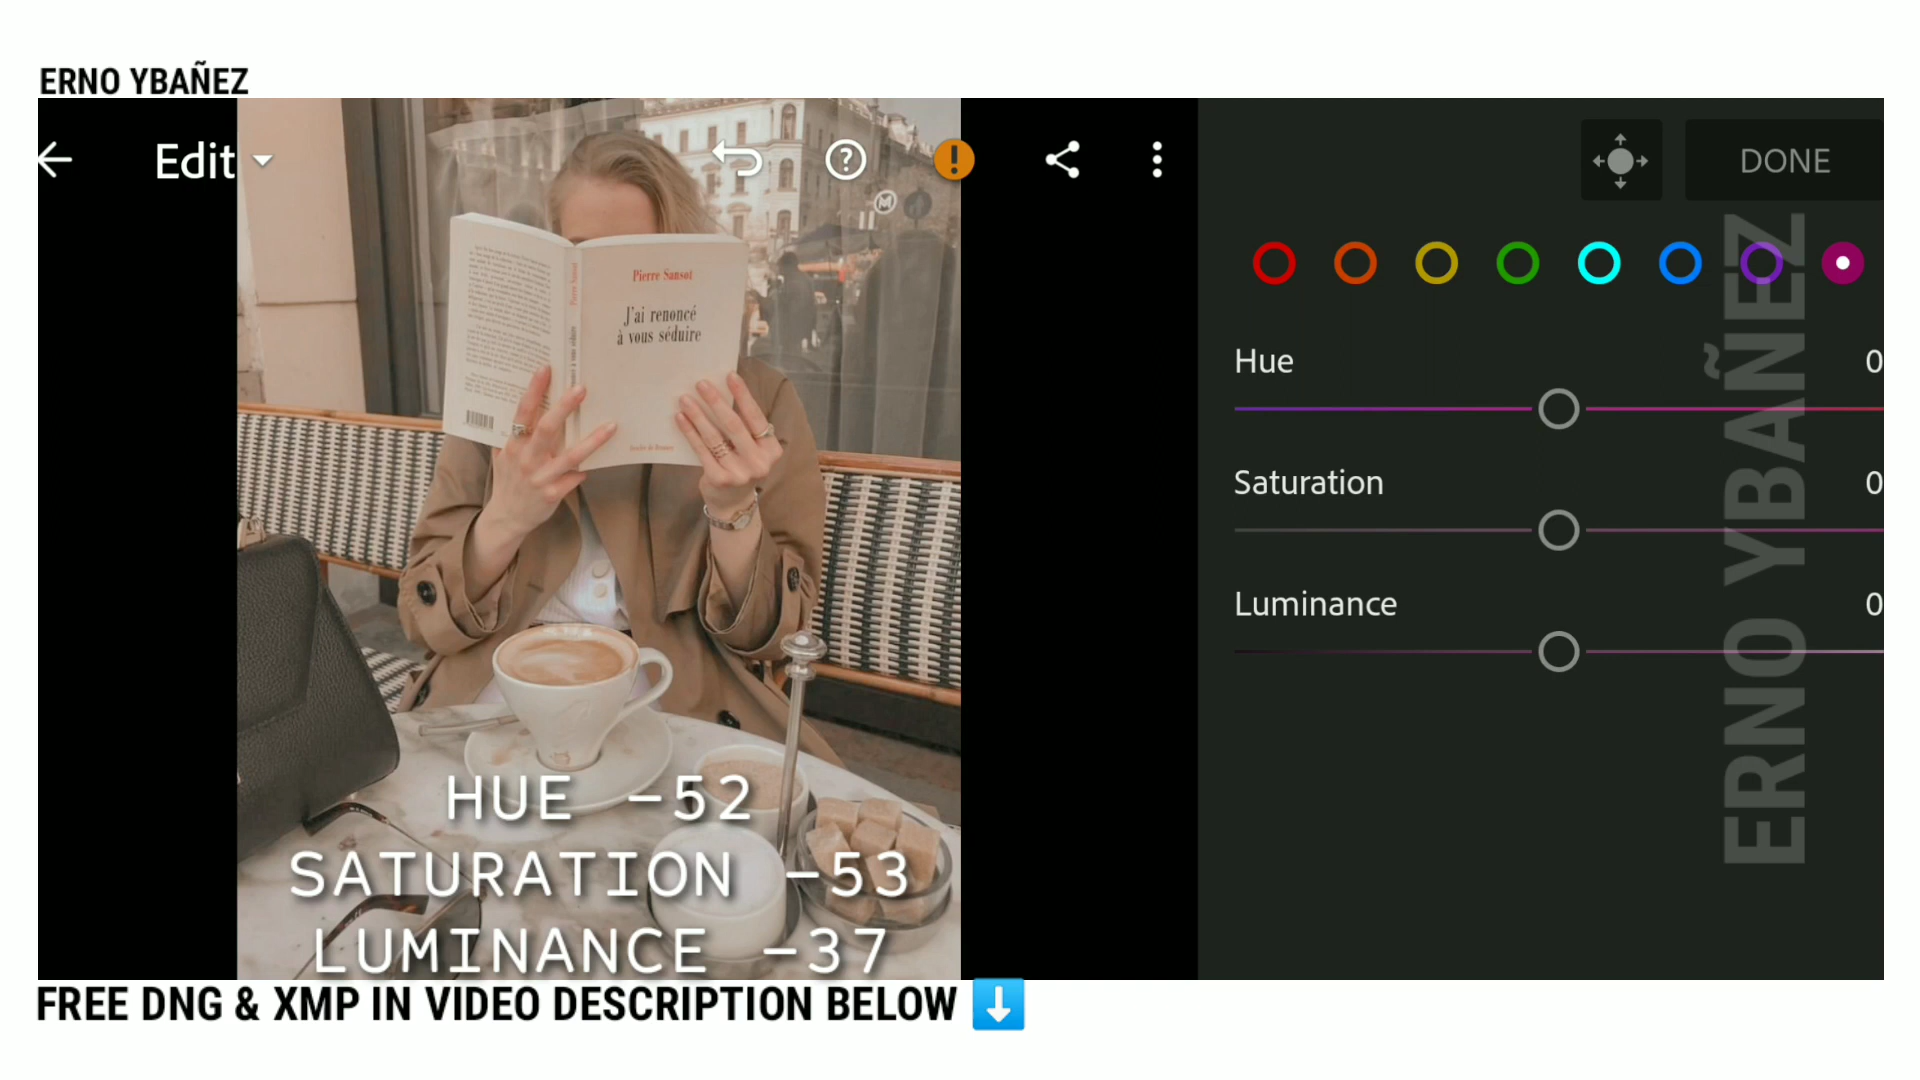 ERNO YBAÑEZ
Edit
DONE
Pierre Sansot
J'ai renoncé
à vous séduire
Hue 0
Saturation 0
Luminance 0
ERNO YBAÑEZ
HUE -52
SATURATION -53
LUMINANCE -37
FREE DNG & XMP IN VIDEO DESCRIPTION BELOW